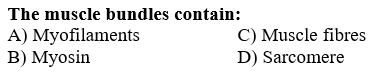 The muscle bundles contain:
A) Myofilaments C) Muscle fibres
B) Myosin D) Sarcomere